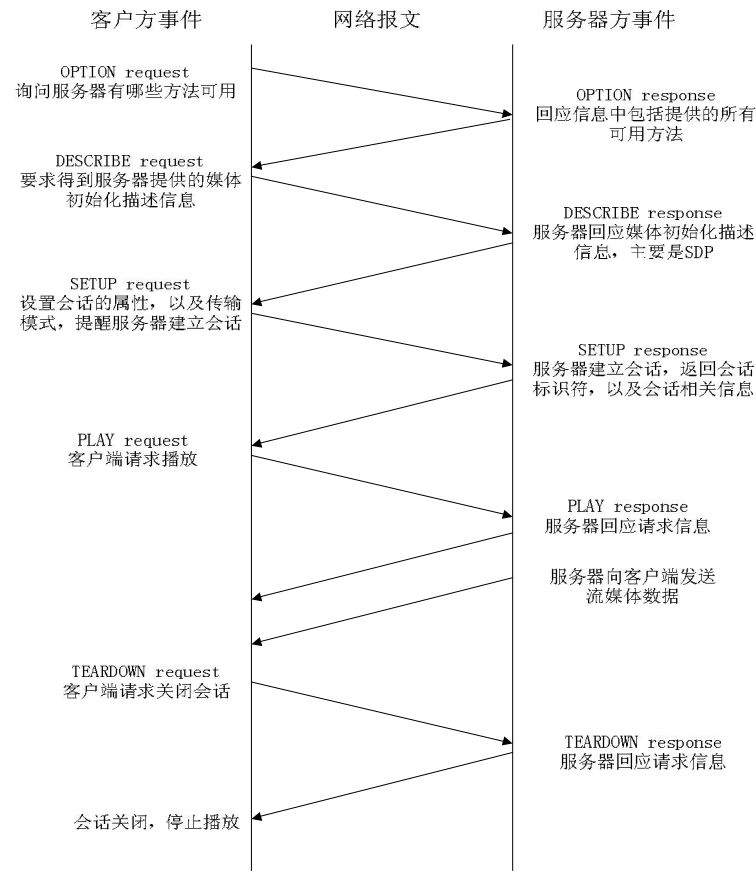 客户方事件
网络报文
服务器方事件
OPTION request
询问服务器有哪些方法可用
OPTION response
回应信息中包括提供的所有
可用方法
DESCRIBE request
要求得到服务器提供的媒体
初始化描述信息
DESCRIBE response
服务器回应媒体初始化描述
信息，主要是SDP
SETUP request
设置会话的属性，以及传输
模式，提醒服务器建立会话
SETUP response
服务器建立会话，返回会话
标识符，以及会话相关信息
PLAY request
客户端请求播放
PLAY response
服务器回应请求信息
服务器向客户端发送
流媒体数据
TEARDOWN request
客户端请求关闭会话
TEARDOWN response
服务器回应请求信息
会话关闭，停止播放